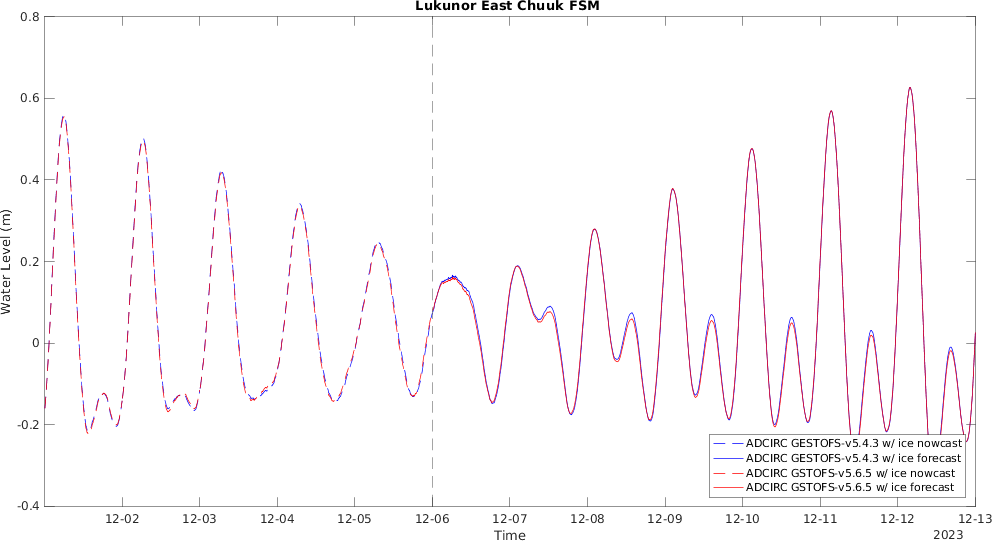 Lukunor East Chuuk FSM
0.8
0.6
0.4
0.2
0
-0.2
-0.4
Water Level (m)
12-02 12-03 12-04 12-05 12-06 12-07 12-08 12-09 12-10 12-11 12-12 12-13
Time
2023
ADCIRC GESTOFS-v5.4.3 w/ ice nowcast
ADCIRC GESTOFS-v5.4.3 w/ ice forecast
ADCIRC GSTOFS-v5.6.5 w/ ice nowcast
ADCIRC GSTOFS-v5.6.5 w/ ice forecast